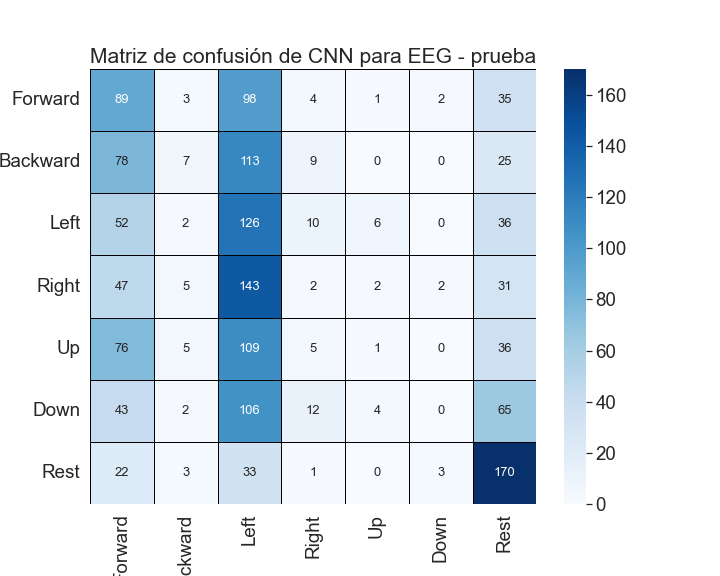 Matriz de confusión de CNN para EEG - prueba
Forward 89 3 98 4 1 2 35
Backward 78 7 113 9 0 0 25
Left 52 2 126 10 6 0 36
Right 47 5 143 2 2 2 31
Up 76 5 109 5 1 0 36
Down 43 2 106 12 4 0 65
Rest 22 3 33 1 0 3 170
Forward ckward Left Right Up Down Rest
160
140
120
100
80
60
40
20
0